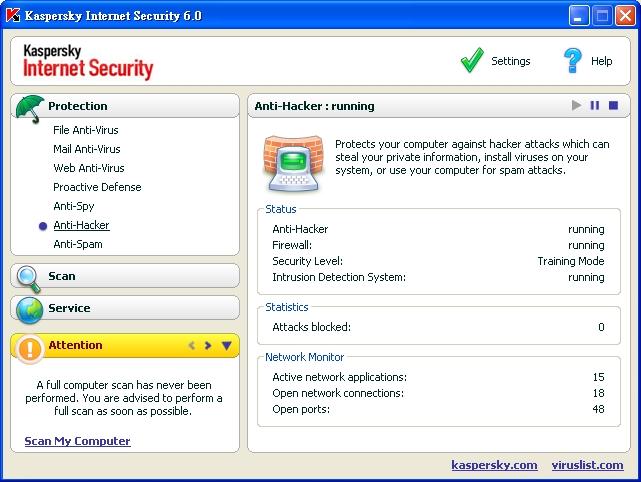 Kaspersky Internet Security 6.0
Kaspersky
Internet Security
Settings
Help
Protection
File Anti-Virus
Mail Anti-Virus
Web Anti-Virus
Proactive Defense
Anti-Spy
Anti-Hacker
Anti-Spam
Scan
Service
Attention
A full computer scan has never been
performed. You are advised to perform a
full scan as soon as possible.
Scan My Computer
Anti-Hacker : running
Protects your computer against hacker attacks which can
steal your private information, install viruses on your
system, or use your computer for spam attacks.
Status
Anti-Hacker running
Firewall: running
Security Level: Training Mode
Intrusion Detection System: running
Statistics
Attacks blocked: 0
Network Monitor
Active network applications: 15
Open network connections: 18
Open ports: 48
kaspersky.com viruslist.com